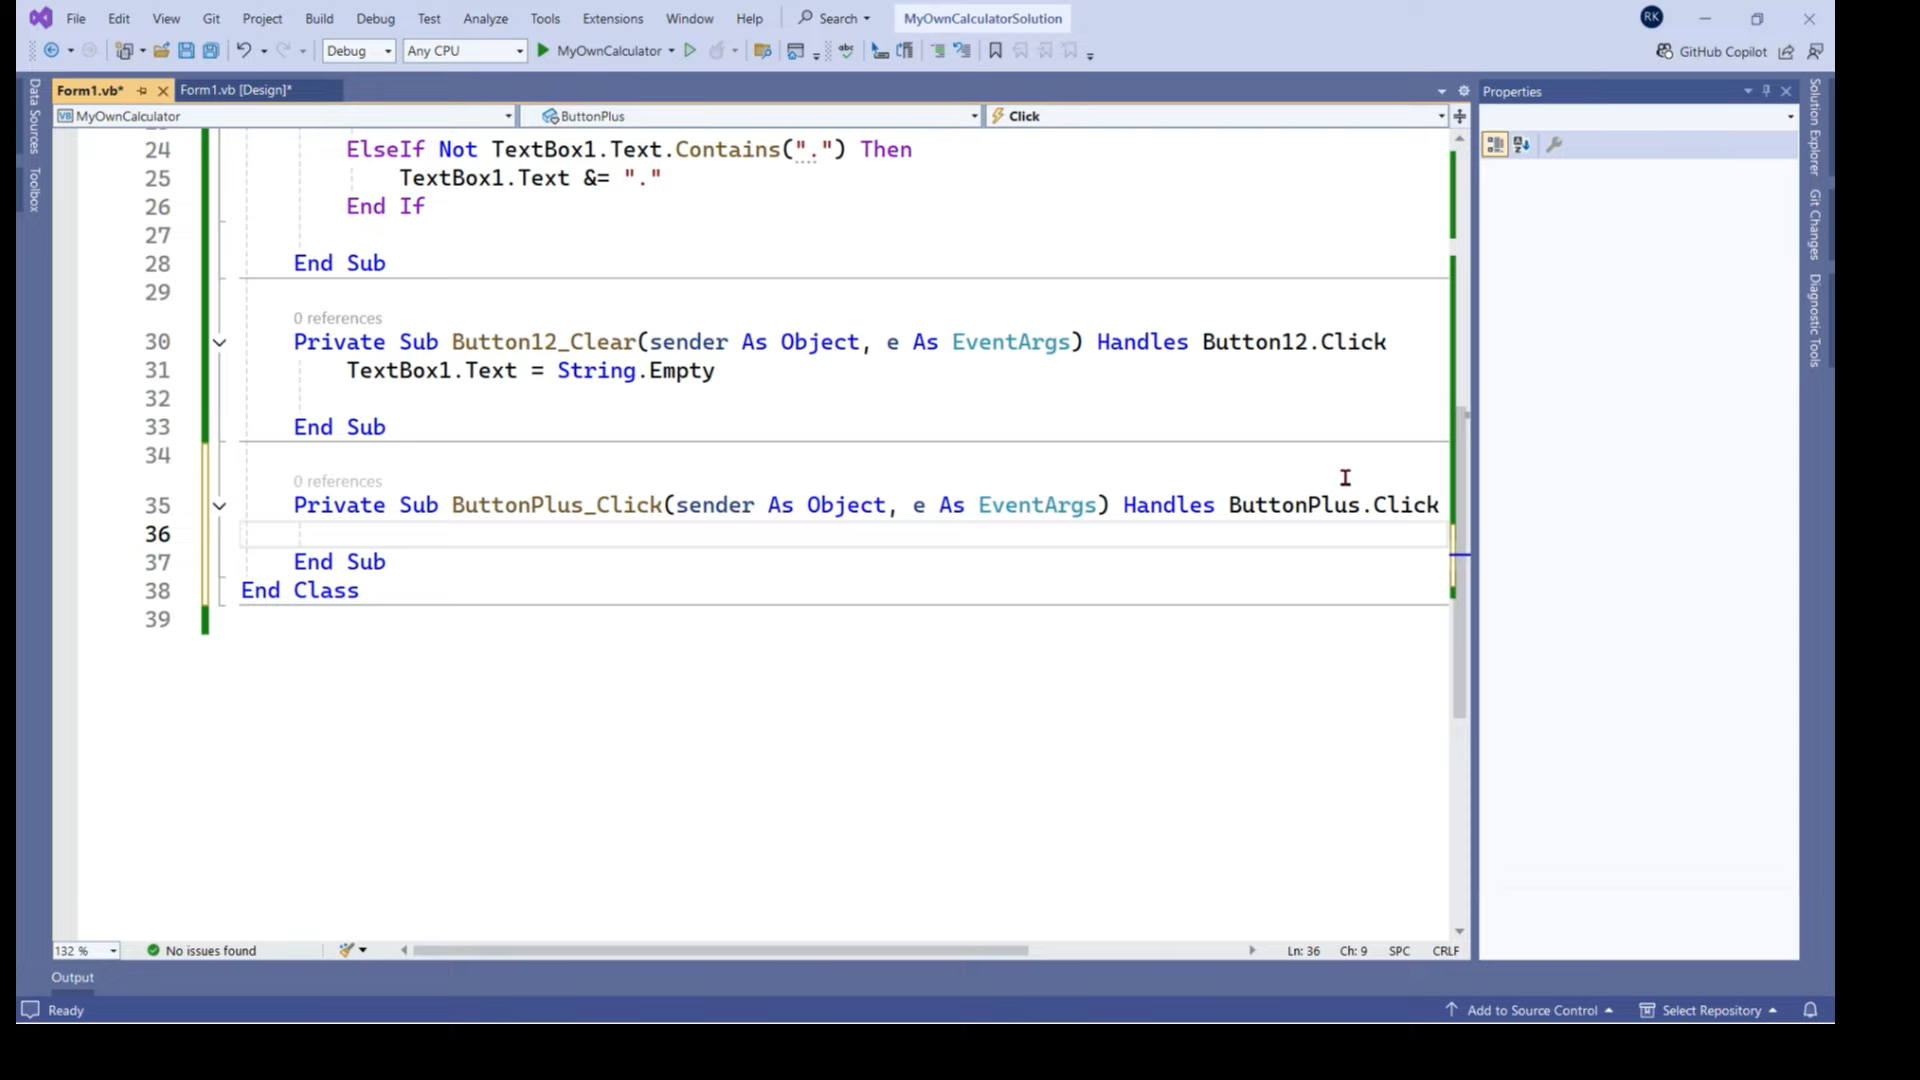 File Edit View Git Project Build Debug Test Analyze Tools Extensions Window Help Search MyOwnCalculatorSolution RK
Debug Any CPU MyOwnCalculator GitHub Copilot
Form1.vb* Form1.vb [Design]* Properties
MyOwnCalculator ButtonPlus Click
Data Sources
Toolbox
24 ElseIf Not TextBox1.Text.Contains(".") Then
25 TextBox1.Text &= "."
26 End If
27
28 End Sub
29
0 references
30 Private Sub Button12_Clear(sender As Object, e As EventArgs) Handles Button12.Click
31 TextBox1.Text = String.Empty
32
33 End Sub
34
0 references
35 Private Sub ButtonPlus_Click(sender As Object, e As EventArgs) Handles ButtonPlus.Click
36
37 End Sub
38 End Class
39
Solution Explorer
Git Changes
Diagnostic Tools
132 % No issues found Ln: 36 Ch: 9 SPC CRLF
Output
Ready Add to Source Control Select Repository